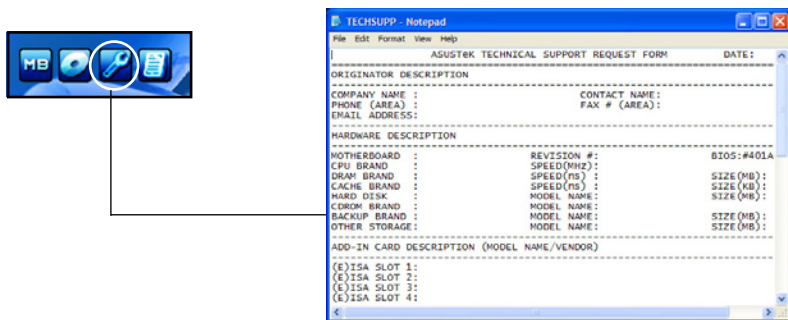 MB
TECHSUPP - Notepad
File Edit Format View Help
ASUSTeK TECHNICAL SUPPORT REQUEST FORM DATE:
ORIGINATOR DESCRIPTION
COMPANY NAME : CONTACT NAME:
PHONE (AREA) : FAX # (AREA):
EMAIL ADDRESS:
HARDWARE DESCRIPTION
MOTHERBOARD : REVISION #: BIOS:#401A
CPU BRAND : SPEED(MHz):
DRAM BRAND : SPEED(ns) : SIZE(MB):
CACHE BRAND : SPEED(ns) : SIZE(KB):
HARD DISK : MODEL NAME: SIZE(MB):
CDROM BRAND : MODEL NAME:
BACKUP BRAND : MODEL NAME: SIZE(MB):
OTHER STORAGE: MODEL NAME: SIZE(MB):
ADD-IN CARD DESCRIPTION (MODEL NAME/VENDOR)
(E)ISA SLOT 1:
(E)ISA SLOT 2:
(E)ISA SLOT 3:
(E)ISA SLOT 4: